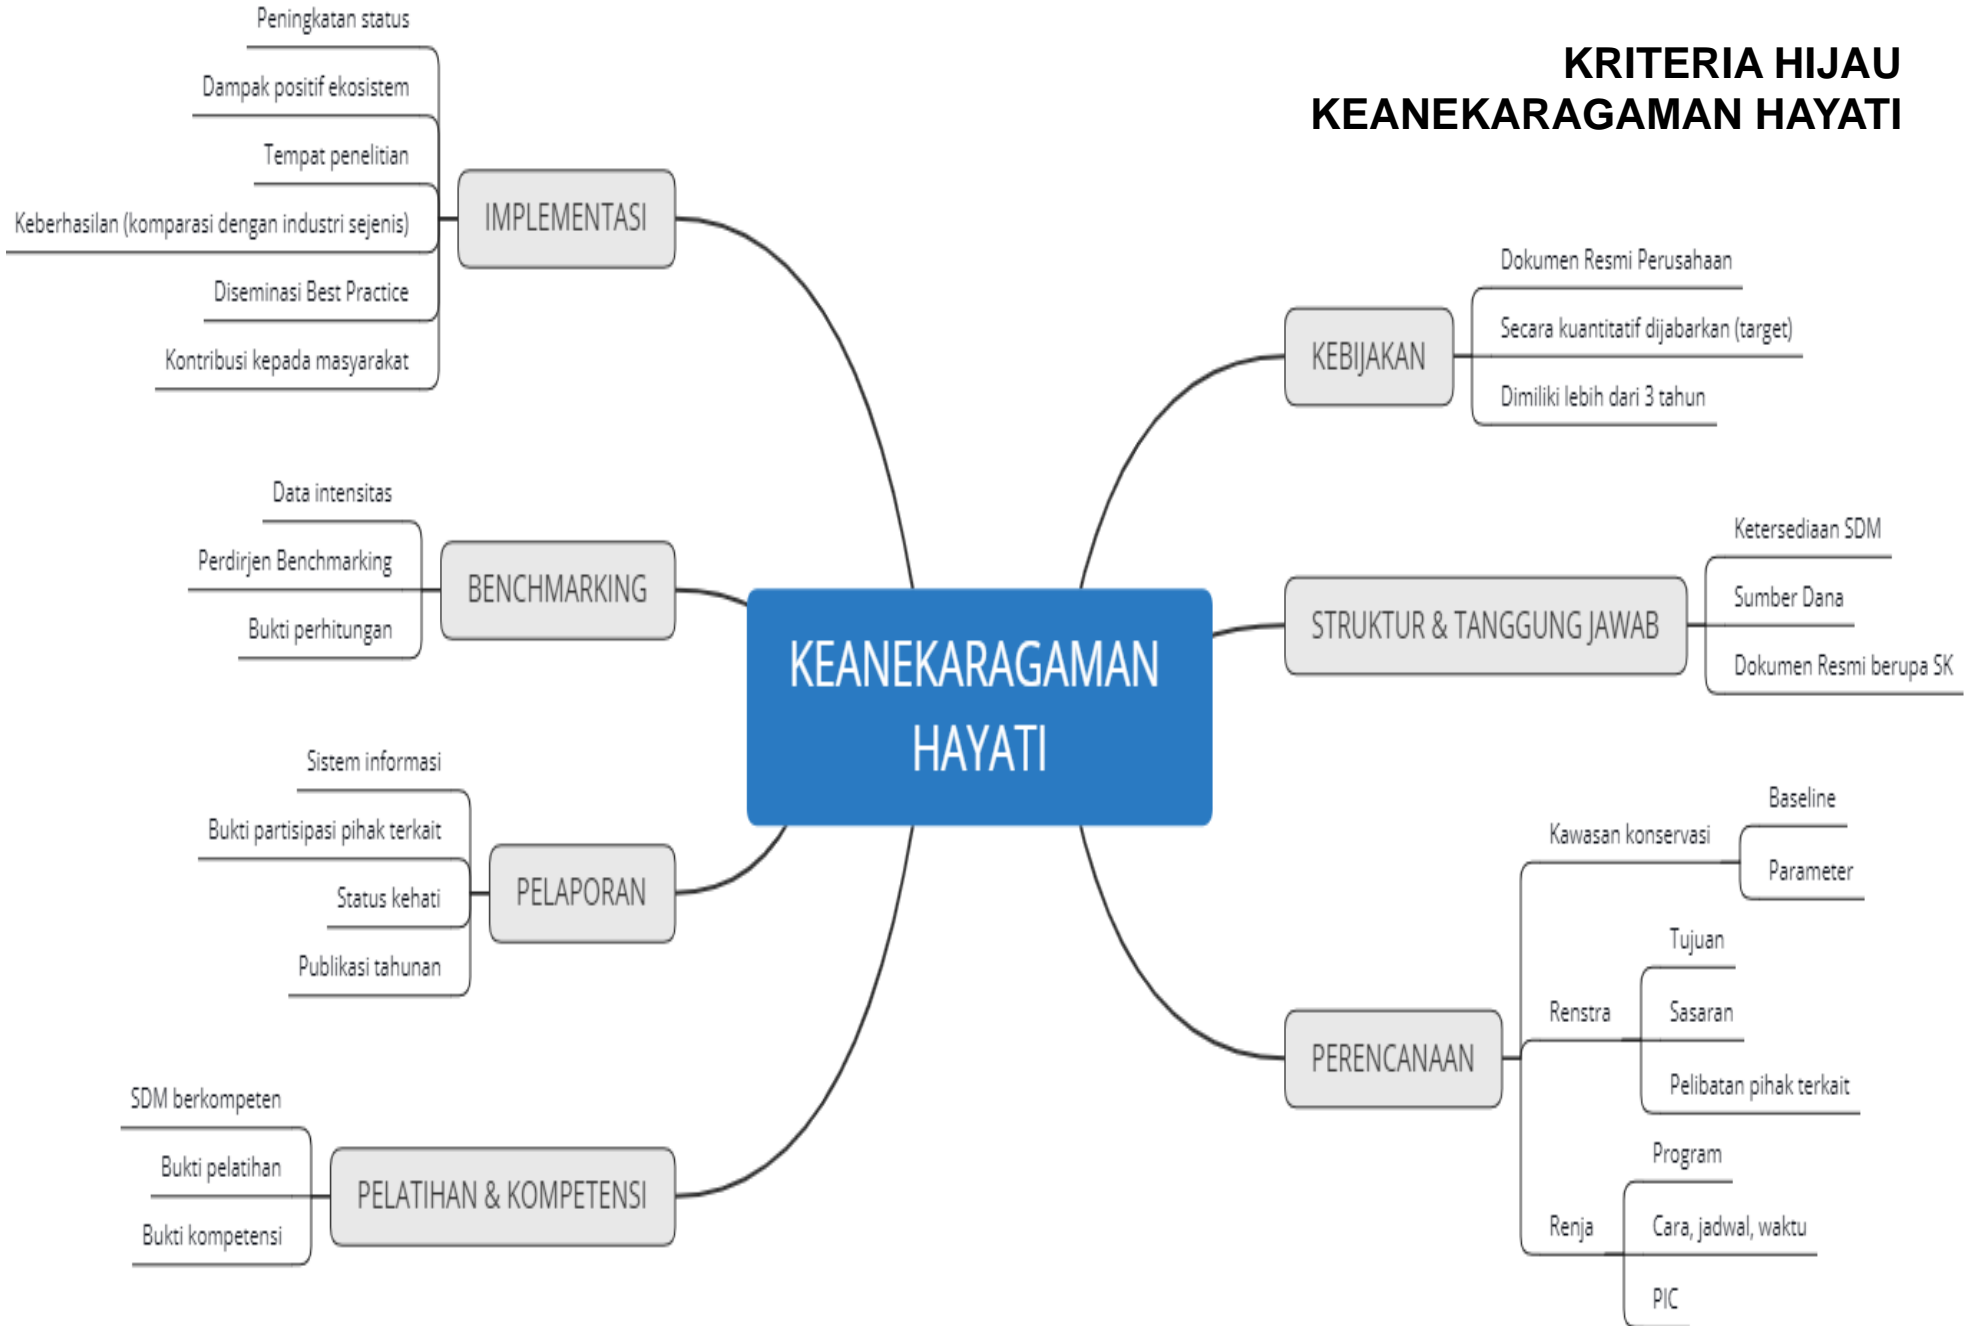 KRITERIA HIJAU
KEANEKARAGAMAN HAYATI
KEANEKARAGAMAN
HAYATI
KEBIJAKAN
Dokumen Resmi Perusahaan
Secara kuantitatif dijabarkan (target)
Dimiliki lebih dari 3 tahun
STRUKTUR & TANGGUNG JAWAB
Ketersediaan SDM
Sumber Dana
Dokumen Resmi berupa SK
PERENCANAAN
Kawasan konservasi
Baseline
Parameter
Renstra
Tujuan
Sasaran
Pelibatan pihak terkait
Renja
Program
Cara, jadwal, waktu
PIC
IMPLEMENTASI
Peningkatan status
Dampak positif ekosistem
Tempat penelitian
Keberhasilan (komparasi dengan industri sejenis)
Diseminasi Best Practice
Kontribusi kepada masyarakat
BENCHMARKING
Data intensitas
Perdirjen Benchmarking
Bukti perhitungan
PELAPORAN
Sistem informasi
Bukti partisipasi pihak terkait
Status kehati
Publikasi tahunan
PELATIHAN & KOMPETENSI
SDM berkompeten
Bukti pelatihan
Bukti kompetensi